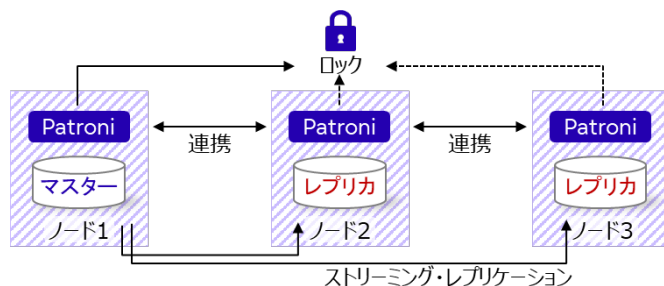 ロック
Patroni
Patroni
Patroni
連携
連携
マスター
レプリカ
レプリカ
ノード1
ノード2
ノード3
ストリーミング・レプリケーション